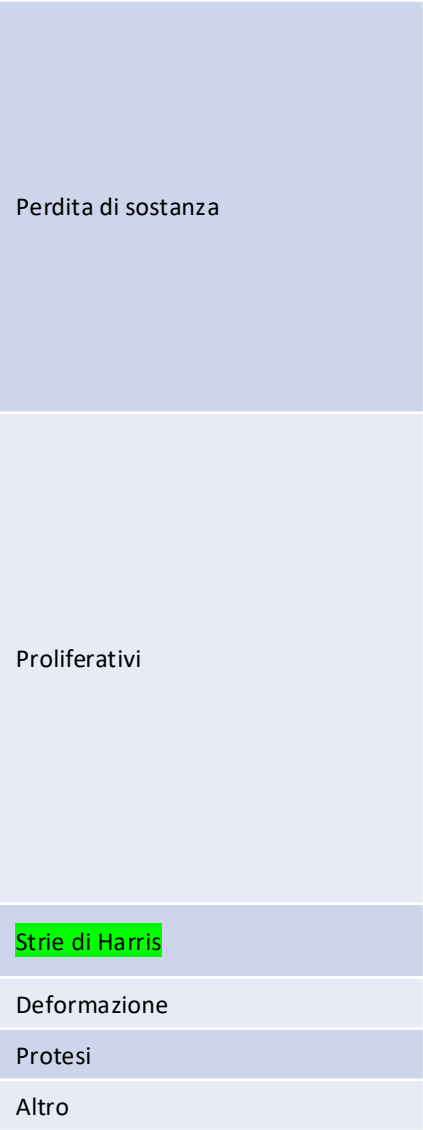 Perdita di sostanza
Proliferativi
Strie di Harris
Deformazione
Protesi
Altro